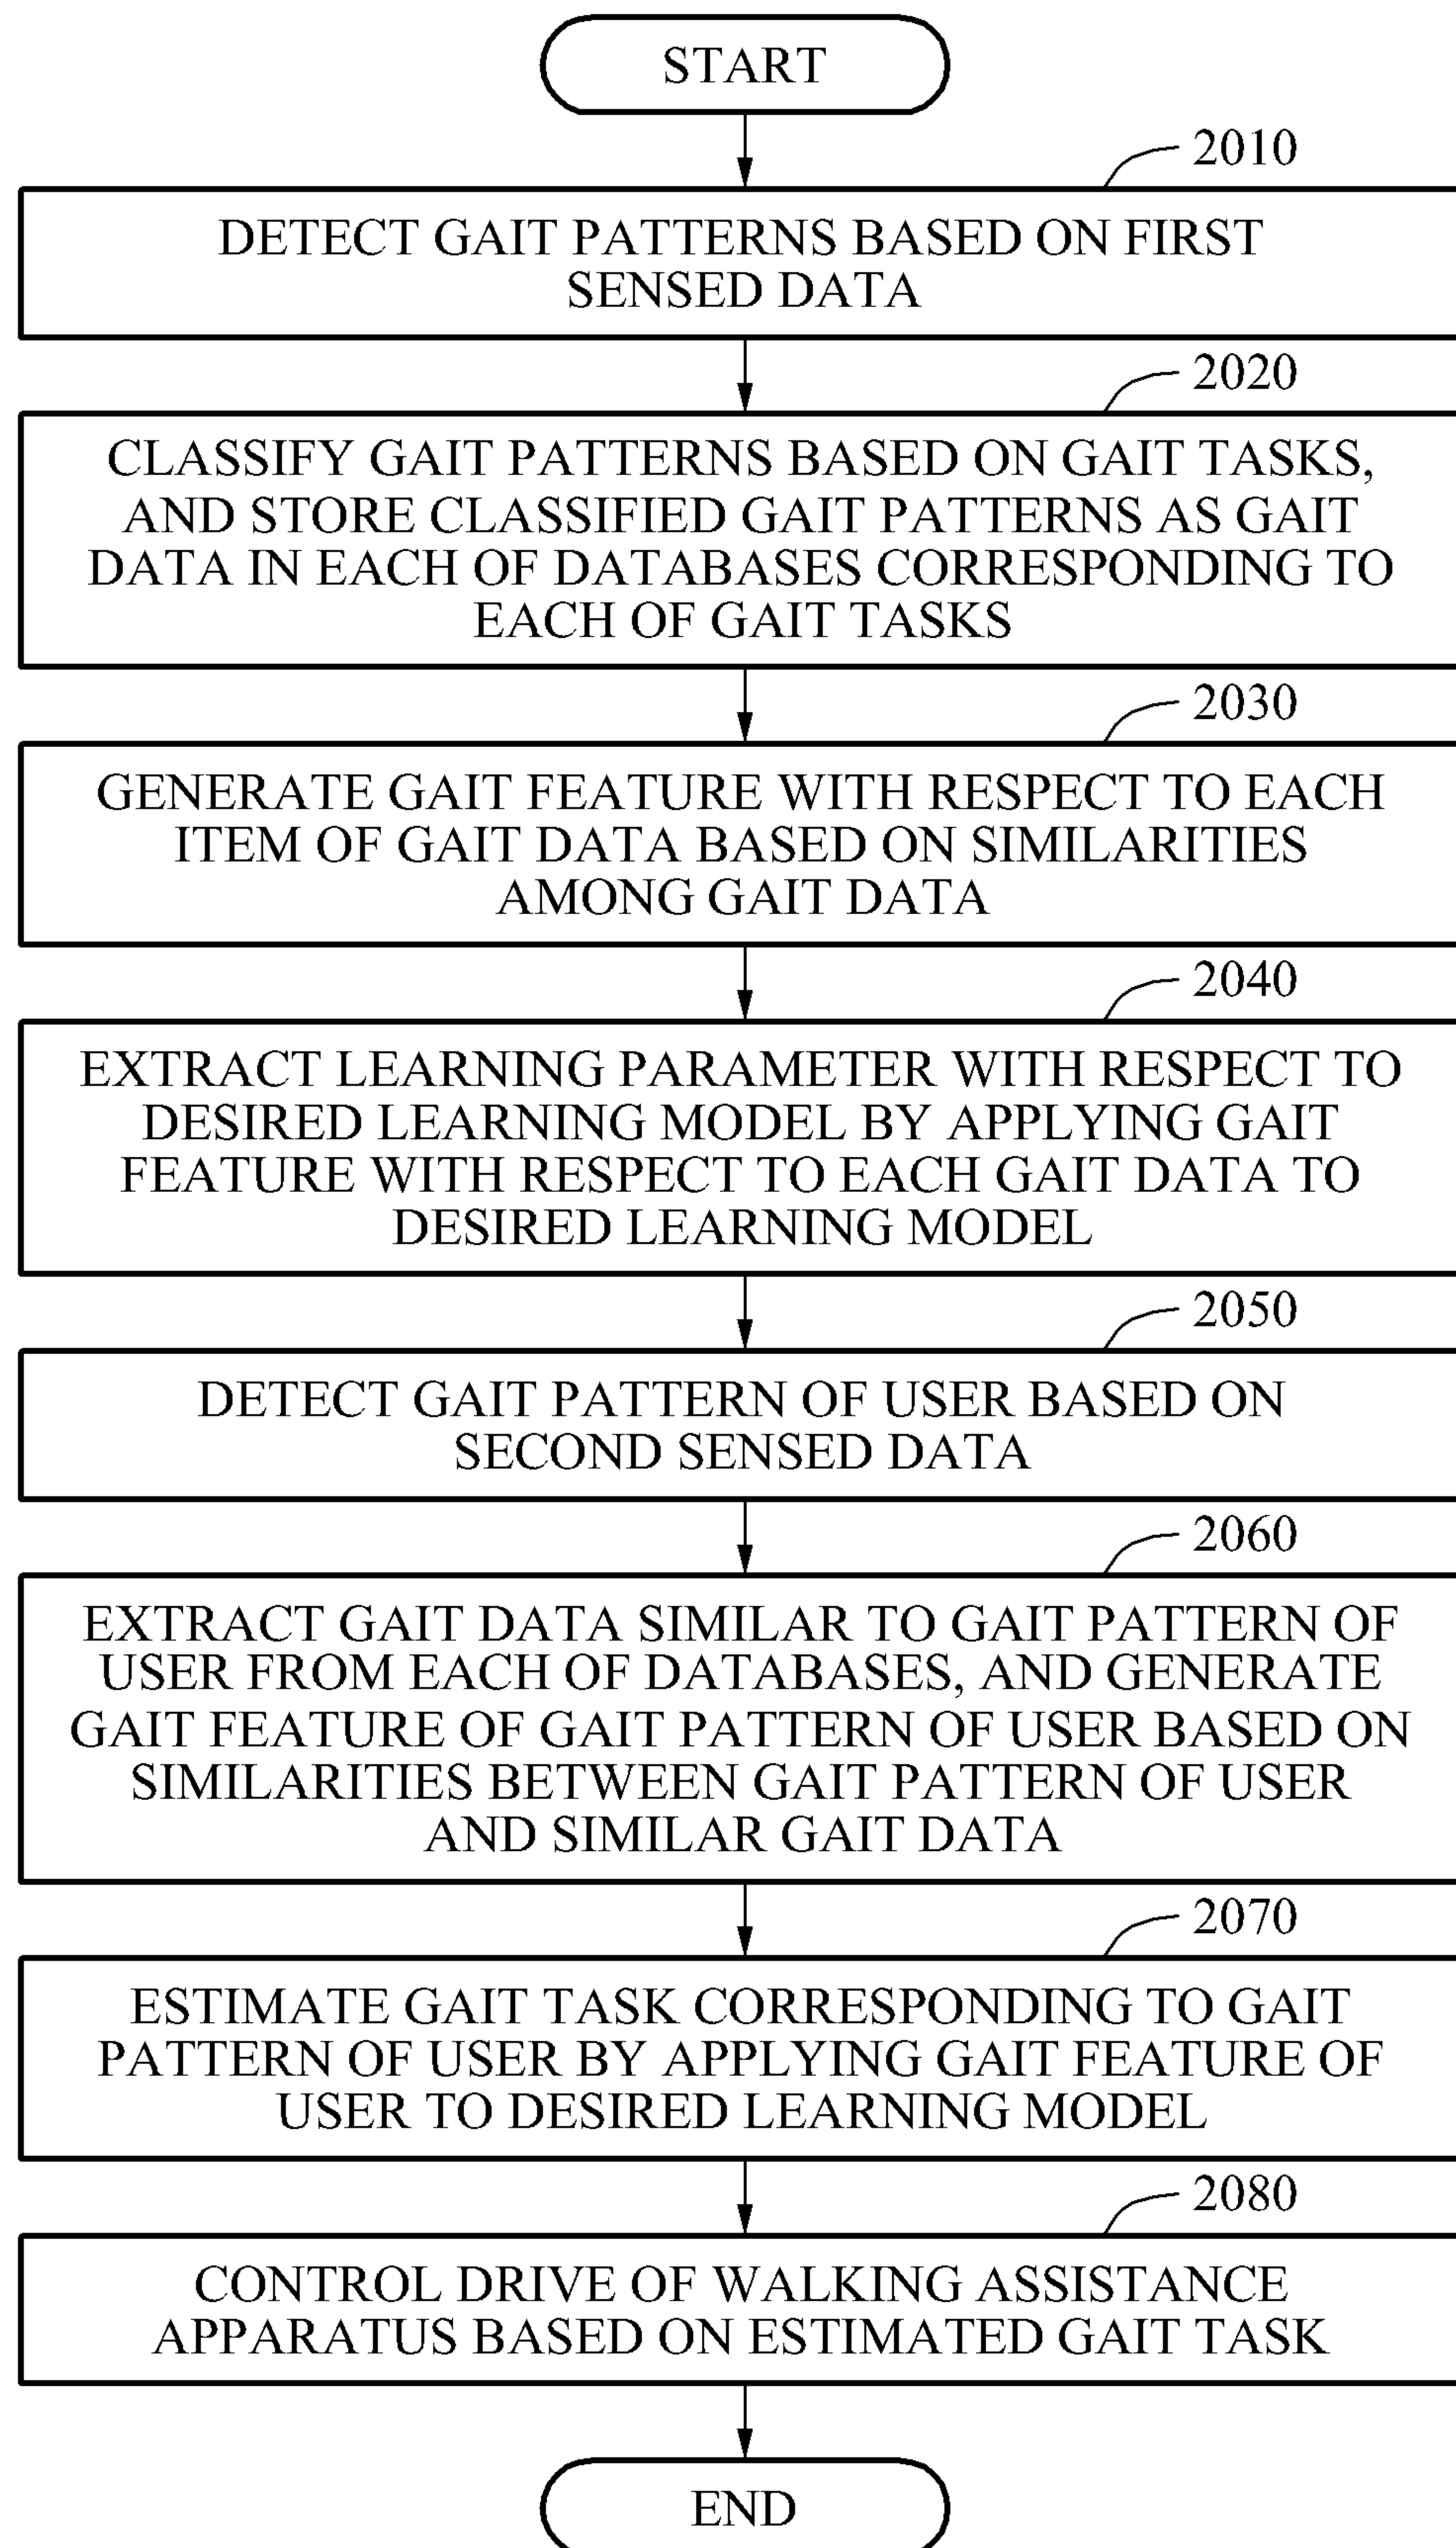 START
2010
DETECT GAIT PATTERNS BASED ON FIRST
SENSED DATA
2020
CLASSIFY GAIT PATTERNS BASED ON GAIT TASKS,
AND STORE CLASSIFIED GAIT PATTERNS AS GAIT
DATA IN EACH OF DATABASES CORRESPONDING TO
EACH OF GAIT TASKS
2030
GENERATE GAIT FEATURE WITH RESPECT TO EACH
ITEM OF GAIT DATA BASED ON SIMILARITIES
AMONG GAIT DATA
2040
EXTRACT LEARNING PARAMETER WITH RESPECT TO
DESIRED LEARNING MODEL BY APPLYING GAIT
FEATURE WITH RESPECT TO EACH GAIT DATA TO
DESIRED LEARNING MODEL
2050
DETECT GAIT PATTERN OF USER BASED ON
SECOND SENSED DATA
2060
EXTRACT GAIT DATA SIMILAR TO GAIT PATTERN OF
USER FROM EACH OF DATABASES, AND GENERATE
GAIT FEATURE OF GAIT PATTERN OF USER BASED ON
SIMILARITIES BETWEEN GAIT PATTERN OF USER
AND SIMILAR GAIT DATA
2070
ESTIMATE GAIT TASK CORRESPONDING TO GAIT
PATTERN OF USER BY APPLYING GAIT FEATURE OF
USER TO DESIRED LEARNING MODEL
2080
CONTROL DRIVE OF WALKING ASSISTANCE
APPARATUS BASED ON ESTIMATED GAIT TASK
END